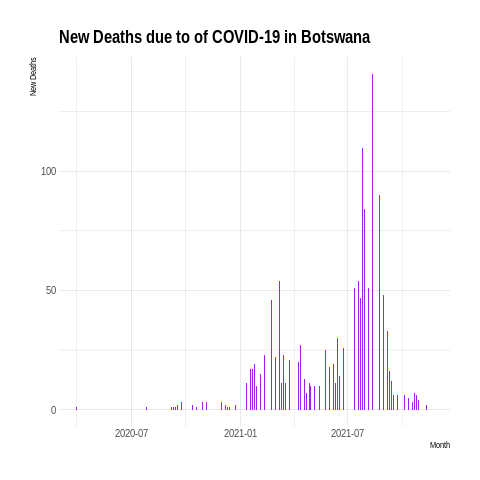 New Deaths due to of COVID-19 in Botswana
New Deaths
100
50
0
2020-07
2021-01
2021-07
Month